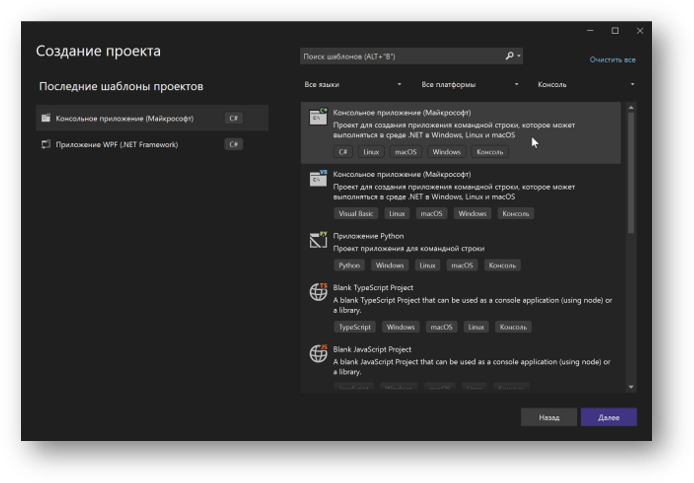 Создание проекта
Последние шаблоны проектов
Консольное приложение (Майкрософт) C#
Приложение WPF (.NET Framework) C#
Поиск шаблонов (ALT+"B")
Очистить все
Все языки Все платформы Консоль
Консольное приложение (Майкрософт)
Проект для создания приложения командной строки, которое может
выполняться в среде .NET в Windows, Linux и macOS
C# Linux macOS Windows Консоль
Консольное приложение (Майкрософт)
Проект для создания приложения командной строки, которое может
выполняться в среде .NET в Windows, Linux и macOS
Visual Basic Linux macOS Windows Консоль
Приложение Python
Проект приложения для командной строки
Python Windows Linux macOS Консоль
Blank TypeScript Project
A blank TypeScript Project that can be used as a console application (using node) or
a library.
TypeScript Windows macOS Linux Консоль
Blank JavaScript Project
A blank JavaScript Project that can be used as a console application (using node) or
a library.
JavaScript Windows macOS Linux Консоль
Назад Далее